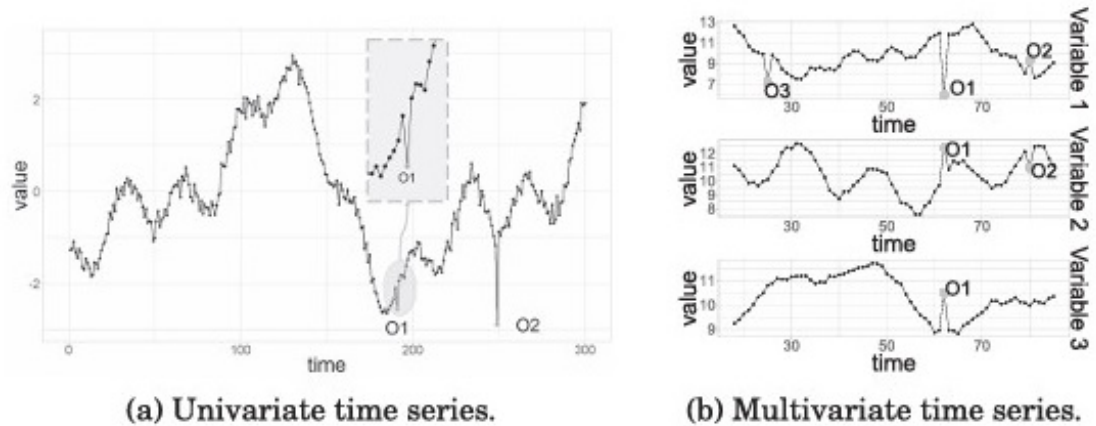 value
2
0
-2
O1
O1
O2
0
100
200
300
time
(a) Univariate time series.
value
13
11
9
7
O3
O1
O2
30
50
70
time
Variable 1
value
12
11
10
9
8
O1
O2
30
50
70
time
Variable 2
value
11
10
9
O1
30
50
70
time
Variable 3
(b) Multivariate time series.